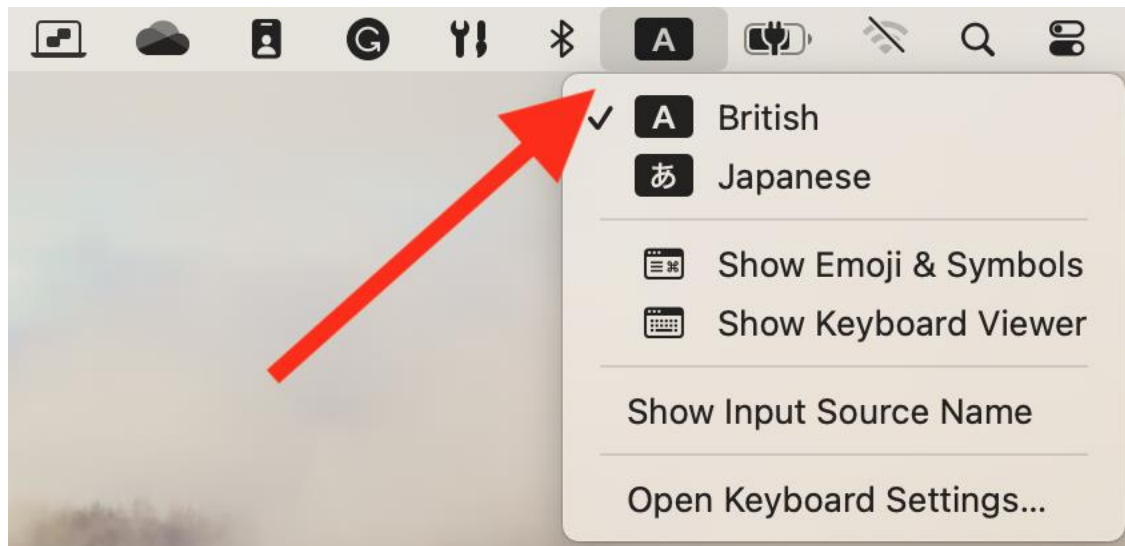 A
A British
あ Japanese
Show Emoji & Symbols
Show Keyboard Viewer
Show Input Source Name
Open Keyboard Settings...